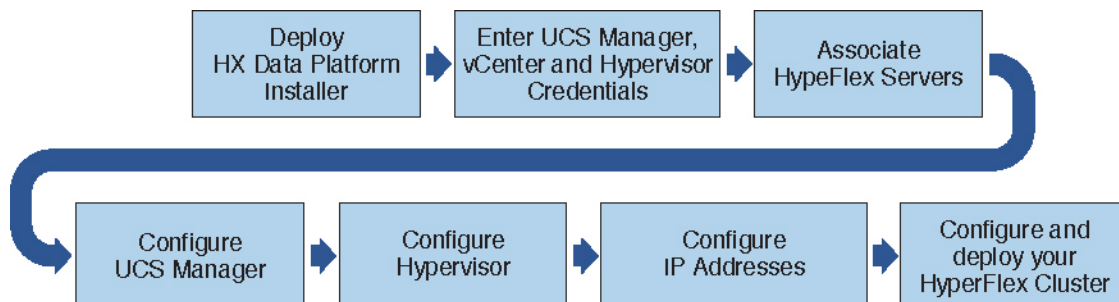 Deploy
HX Data Platform
Installer
Enter UCS Manager,
vCenter and Hypervisor
Credentials
Associate
HypeFlex Servers
Configure
UCS Manager
Configure
Hypervisor
Configure
IP Addresses
Configure and
deploy your
HyperFlex Cluster